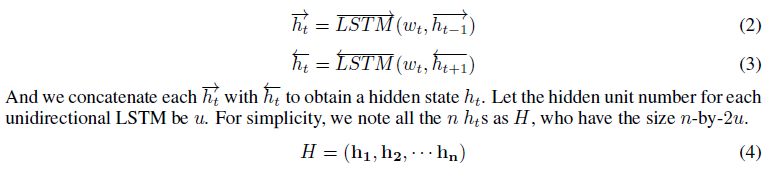 $\overrightarrow{h_t} = \overrightarrow{LSTM}(w_t, \overrightarrow{h_{t-1}})$ (2)
$\overleftarrow{h_t} = \overleftarrow{LSTM}(w_t, \overleftarrow{h_{t+1}})$ (3)
And we concatenate each $\overrightarrow{h_t}$ with $\overleftarrow{h_t}$ to obtain a hidden state $h_t$. Let the hidden unit number for each
unidirectional LSTM be $u$. For simplicity, we note all the $n$ $h_t$s as $H$, who have the size $n$-by-$2u$.
$H = (\mathbf{h_1}, \mathbf{h_2}, \cdots \mathbf{h_n})$ (4)